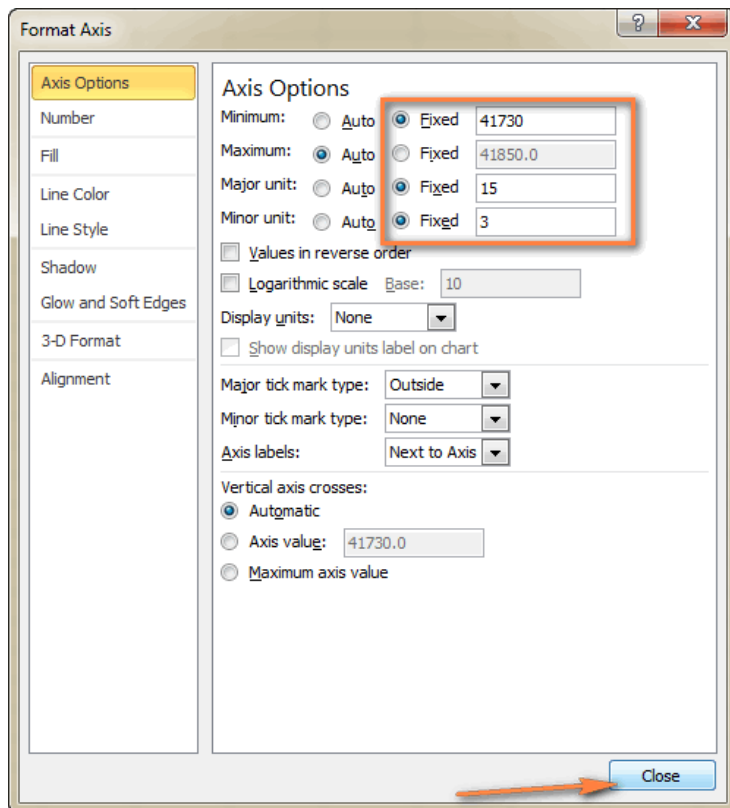 Format Axis
Axis Options
Number
Fill
Line Color
Line Style
Shadow
Glow and Soft Edges
3-D Format
Alignment
Axis Options
Minimum: Auto Fixed 41730
Maximum: Auto Fixed 41850.0
Major unit: Auto Fixed 15
Minor unit: Auto Fixed 3
Values in reverse order
Logarithmic scale Base: 10
Display units: None
Show display units label on chart
Major tick mark type: Outside
Minor tick mark type: None
Axis labels: Next to Axis
Vertical axis crosses:
Automatic
Axis value: 41730.0
Maximum axis value
Close